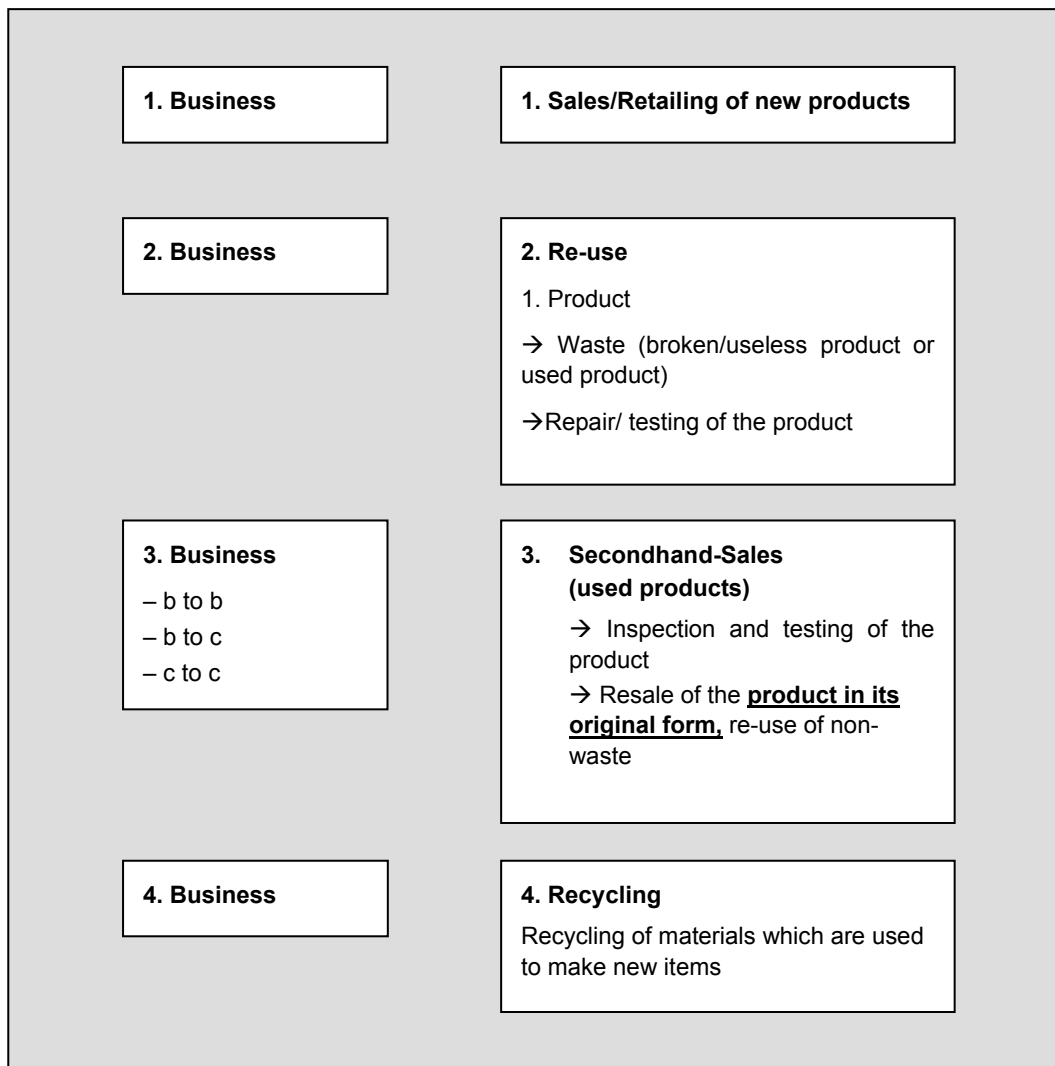 1. Business
1. Sales/Retailing of new products
2. Business
2. Re-use
1. Product
→ Waste (broken/useless product or
used product)
→Repair/ testing of the product
3. Business
– b to b
– b to c
– c to c
3. Secondhand-Sales
(used products)
→ Inspection and testing of the
product
→ Resale of the product in its
original form, re-use of non-
waste
4. Business
4. Recycling
Recycling of materials which are used
to make new items